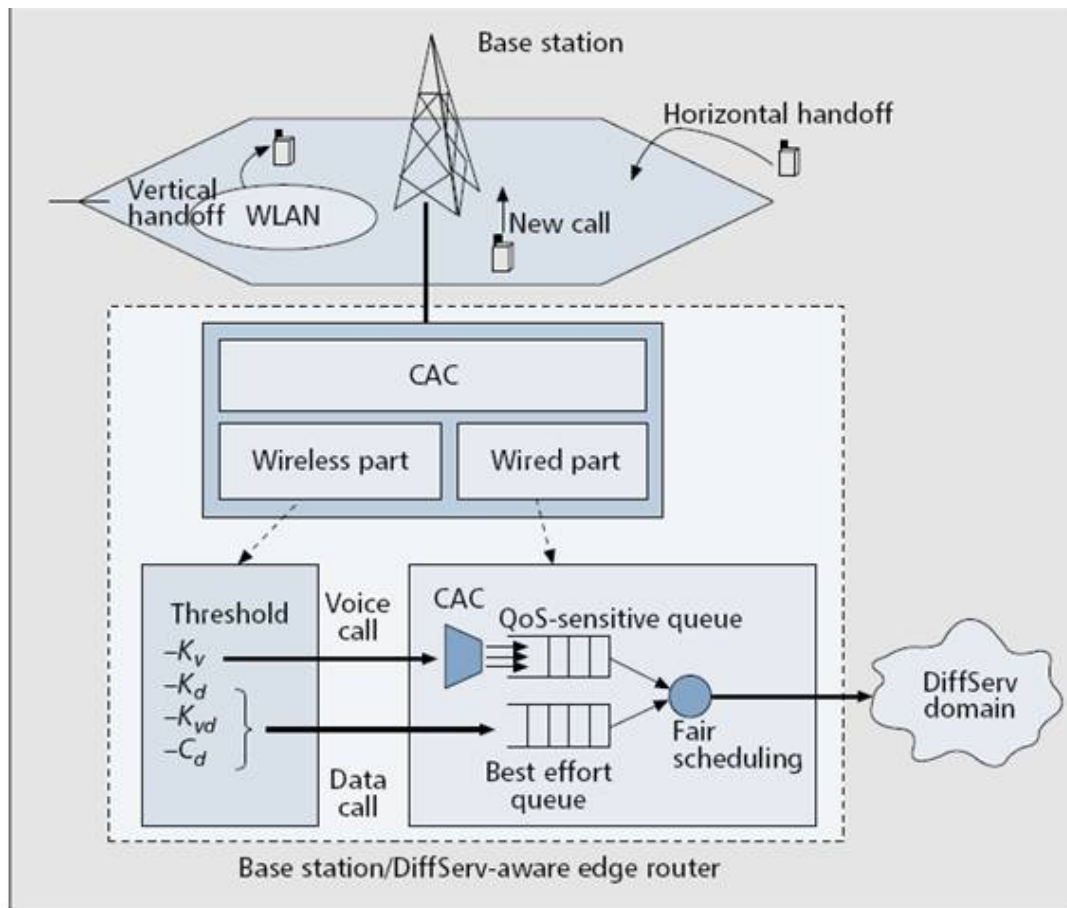 Base station
Horizontal handoff
Vertical
handoff
WLAN
New call
CAC
Wireless part
Wired part
Threshold
–K_v
–K_d
–K_vd
–C_d
Voice
call
Data
call
CAC
QoS-sensitive queue
Best effort
queue
Fair
scheduling
DiffServ
domain
Base station/DiffServ-aware edge router